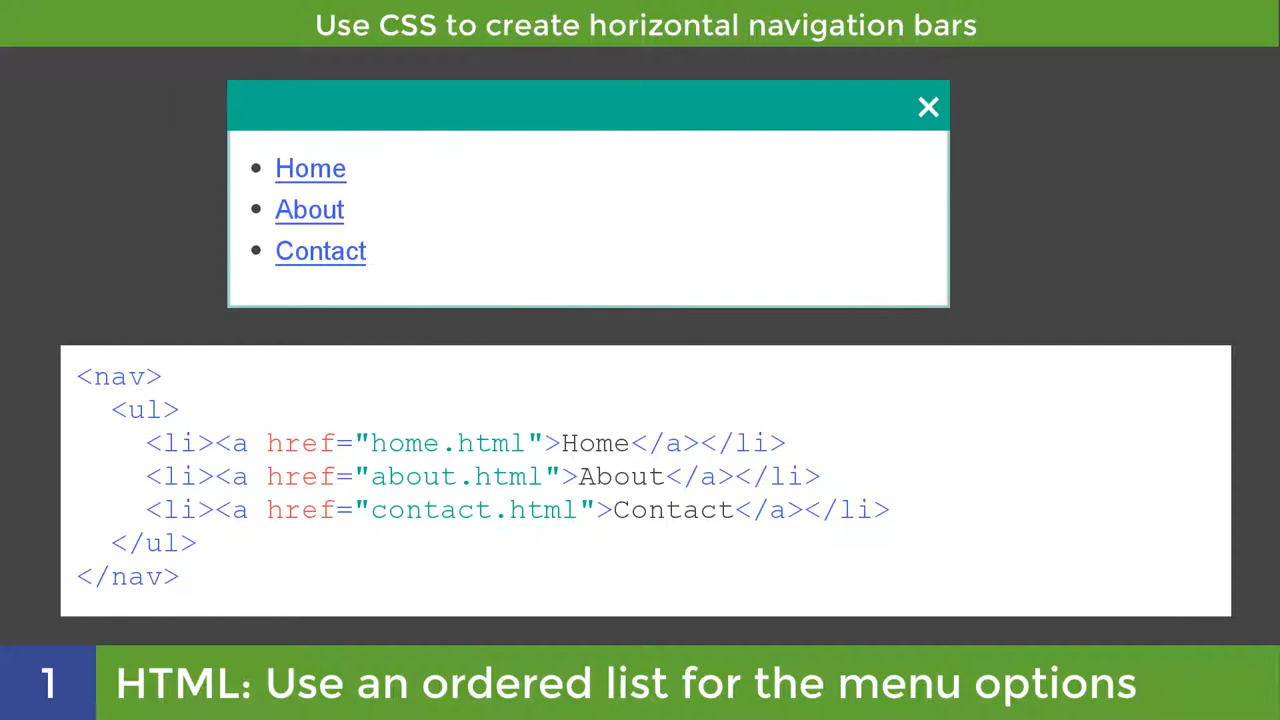 Use CSS to create horizontal navigation bars
×
• Home
• About
• Contact
<nav>
  <ul>
    <li><a href="home.html">Home</a></li>
    <li><a href="about.html">About</a></li>
    <li><a href="contact.html">Contact</a></li>
  </ul>
</nav>
1 HTML: Use an ordered list for the menu options